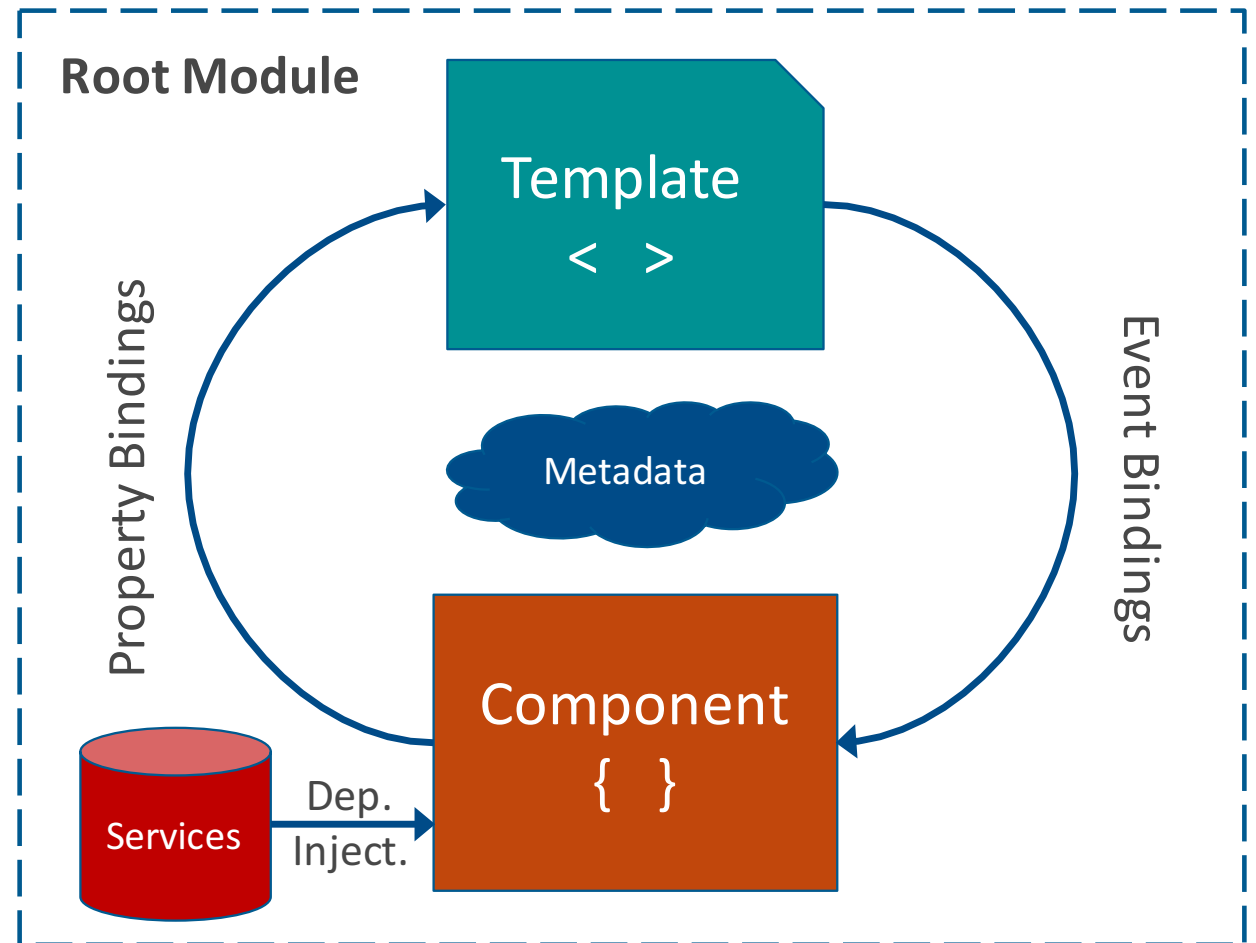 Root Module
Template
< >
Property Bindings
Event Bindings
Metadata
Component
{ }
Services
Dep.
Inject.